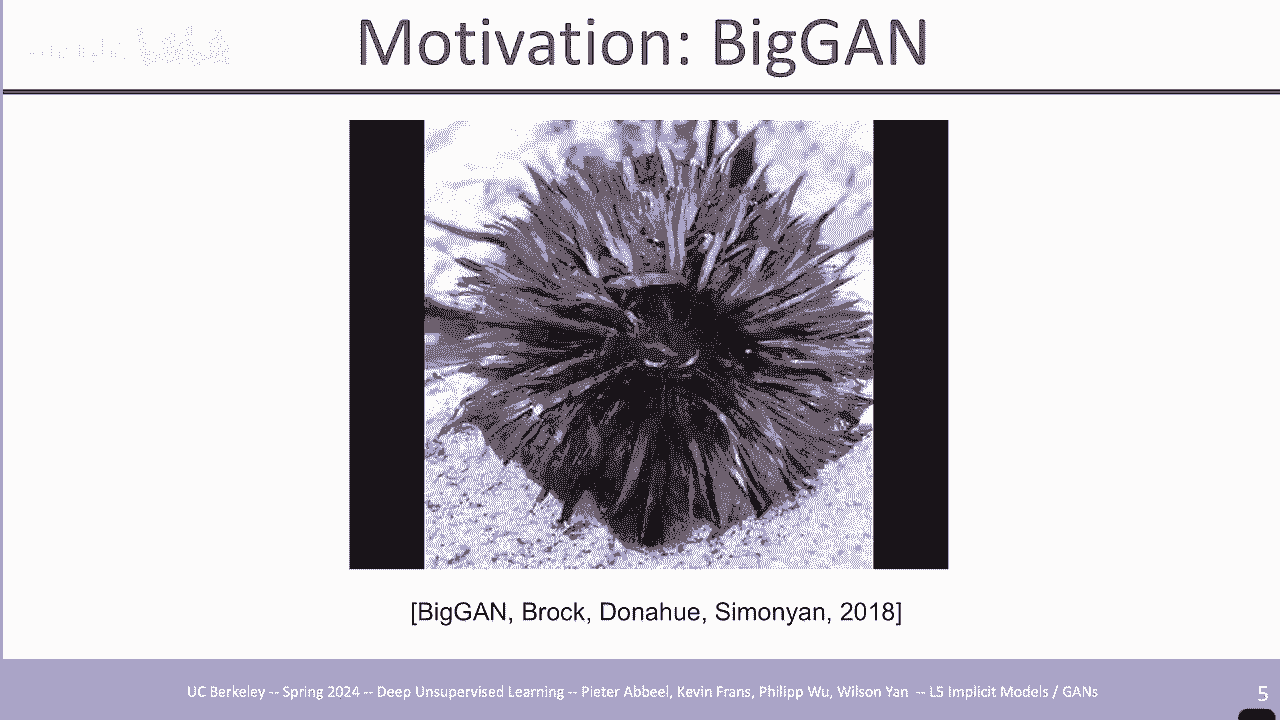 Motivation: BigGAN
[BigGAN, Brock, Donahue, Simonyan, 2018]
UC Berkeley -- Spring 2024 -- Deep Unsupervised Learning -- Pieter Abbeel, Kevin Frans, Philipp Wu, Wilson Yan -- L5 Implicit Models / GANs
5